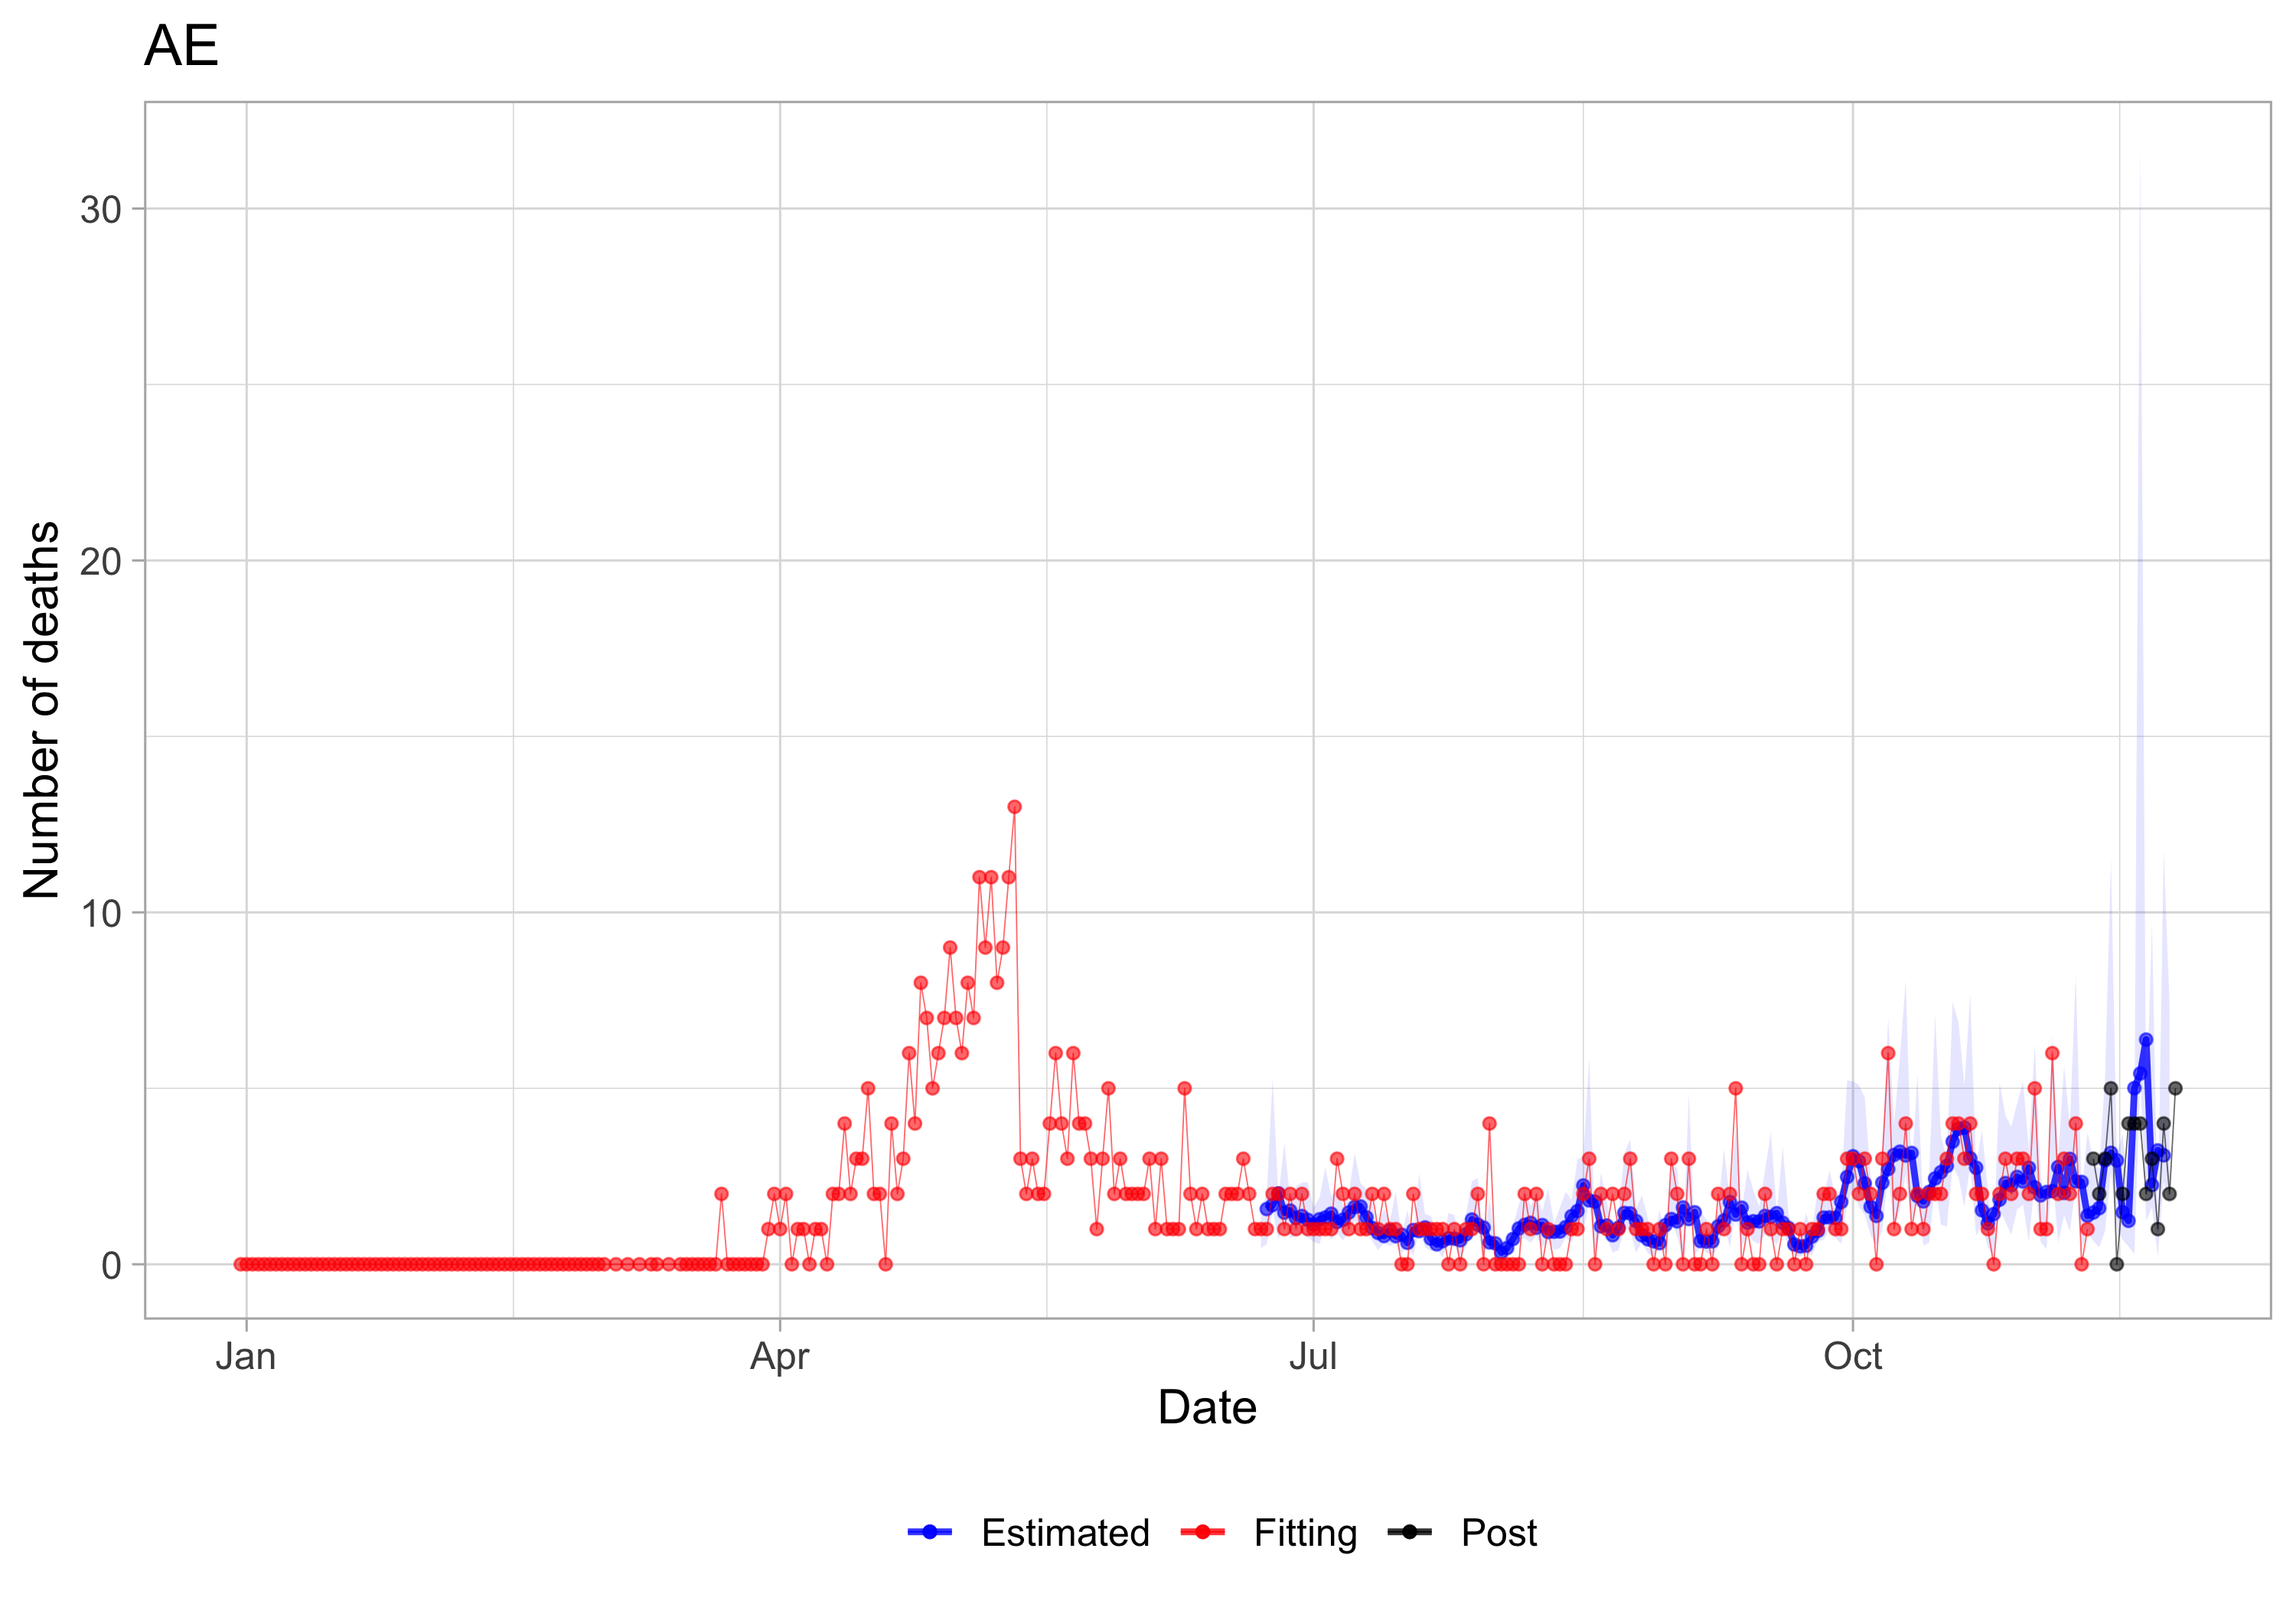 AE
Number of deaths
30
20
10
0
Jan Apr Jul Oct
Date
Estimated Fitting Post